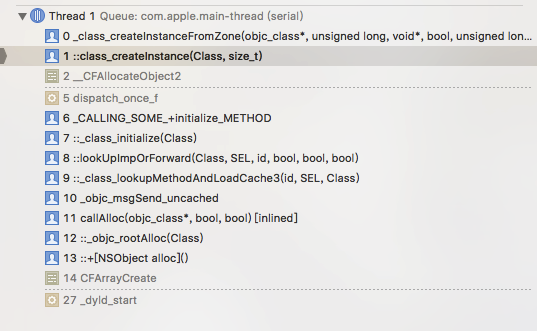 Thread 1 Queue: com.apple.main-thread (serial)
0 _class_createInstanceFromZone(objc_class*, unsigned long, void*, bool, unsigned lon...
1 ::class_createInstance(Class, size_t)
2 __CFAllocateObject2
5 dispatch_once_f
6 _CALLING_SOME_+initialize_METHOD
7 ::_class_initialize(Class)
8 ::lookUpImpOrForward(Class, SEL, id, bool, bool, bool)
9 ::_class_lookupMethodAndLoadCache3(id, SEL, Class)
10 _objc_msgSend_uncached
11 callAlloc(objc_class*, bool, bool) [inlined]
12 ::_objc_rootAlloc(Class)
13 ::+[NSObject alloc]()
14 CFArrayCreate
27 _dyld_start